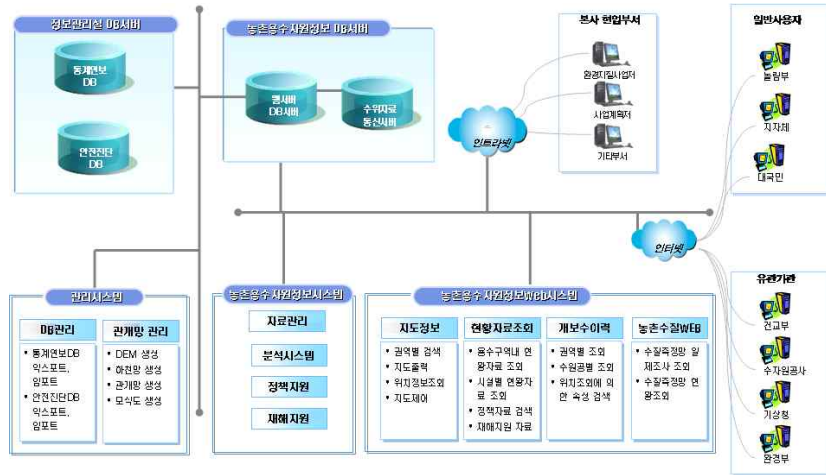 정보관리실 DB서버
통계연보
DB
안전진단
DB
농촌용수자원정보 DB서버
맵서버
DB서버
수위자료
통신서버
본사 현업부서
환경지질사업처
사업계획처
기타부서
인트라넷
일반사용자
농림부
지자체
대국민
인터넷
유관기관
건교부
수자원공사
기상청
환경부
관리시스템
DB관리
• 통계연보DB
익스포트,
임포트
• 안전진단DB
익스포트,
임포트
관개망 관리
• DEM 생성
• 하천망 생성
• 관개망 생성
• 모식도 생성
농촌용수자원정보시스템
자료관리
분석시스템
정책지원
재해지원
농촌용수자원정보Web시스템
지도정보
• 권역별 검색
• 지도출력
• 위치정보조회
• 지도제어
현황자료조회
• 용수구역내 현
황자료 조회
• 시설별 현황자
료 조회
• 정책자료 검색
• 재해지원 자료
개보수이력
• 권역별 조회
• 수원공별 조회
• 위치조회에 의
한 속성 검색
농촌수질WEB
• 수질측정망 일
제조사 조회
• 수질측정망 현
황조회